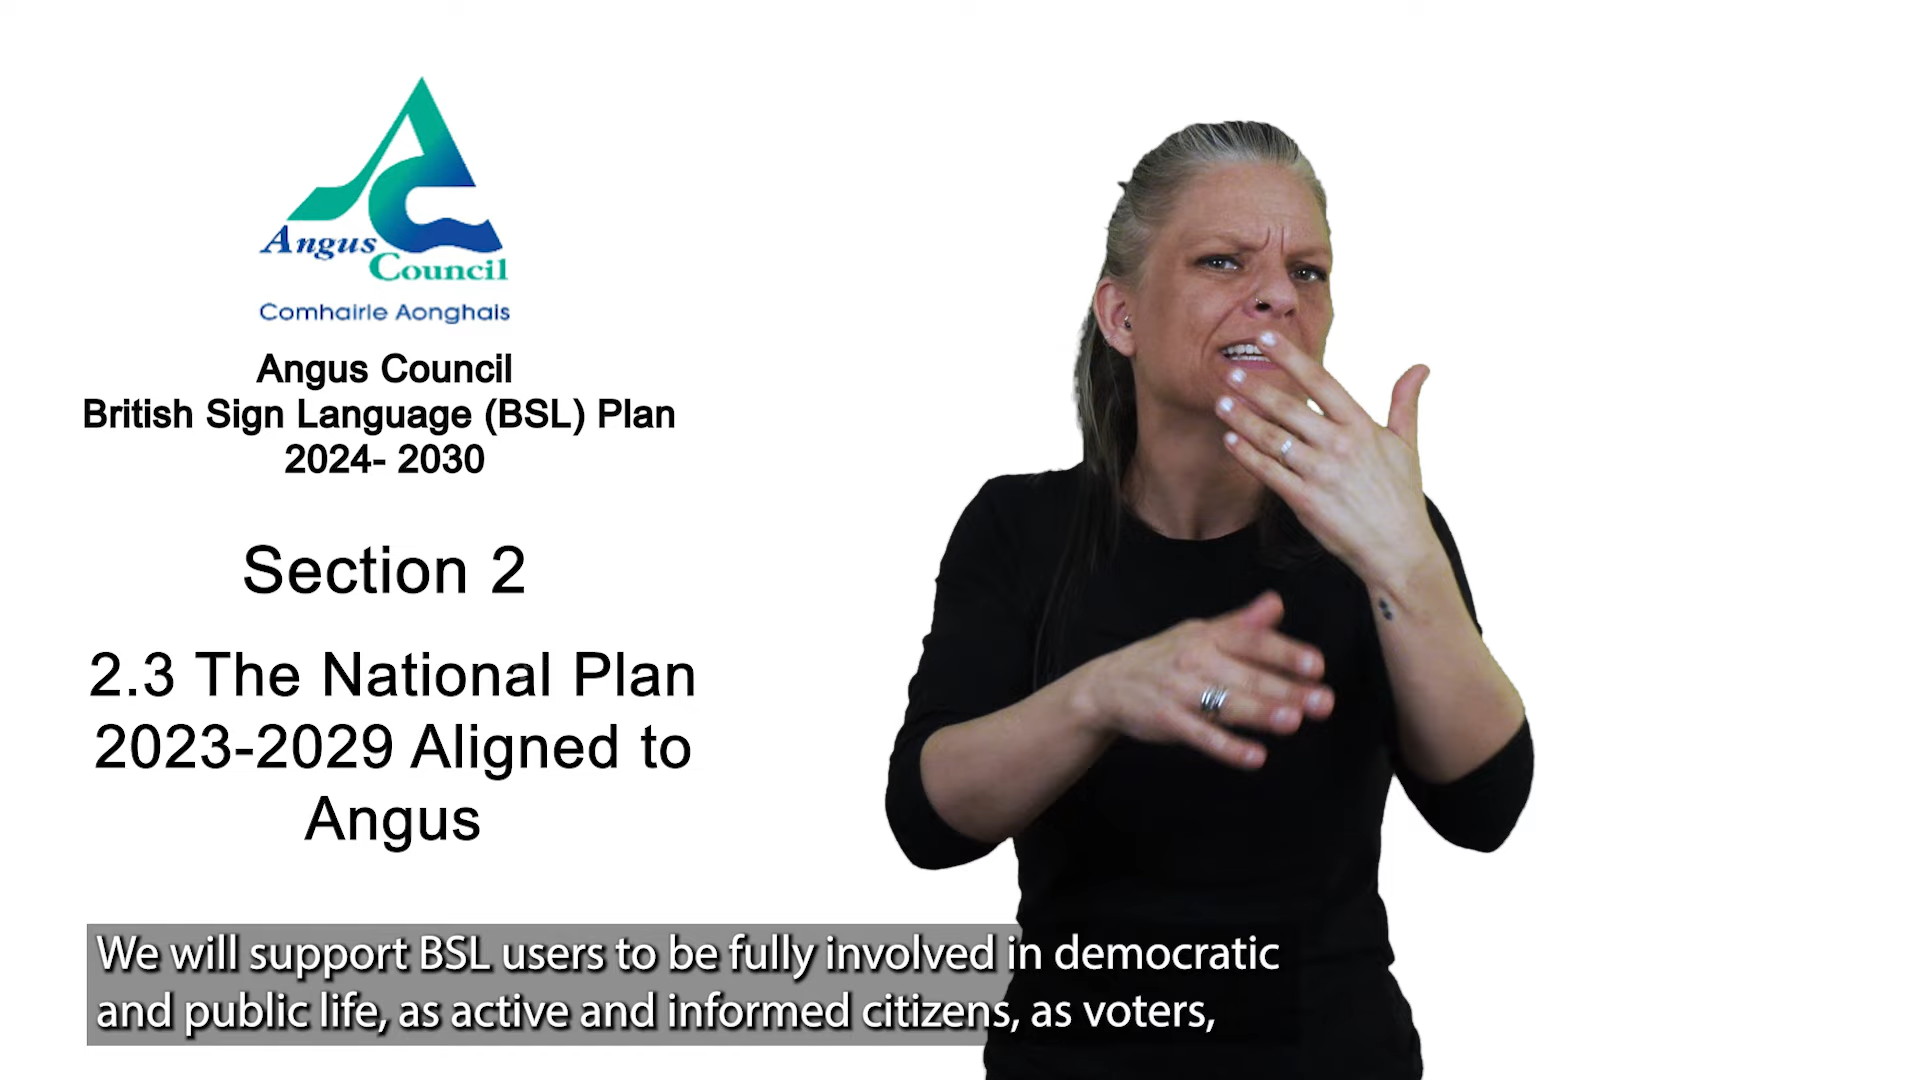 Angus
Council
Comhairle Aonghais
Angus Council
British Sign Language (BSL) Plan
2024- 2030
Section 2
2.3 The National Plan
2023-2029 Aligned to
Angus
We will support BSL users to be fully involved in democratic
and public life, as active and informed citizens, as voters,